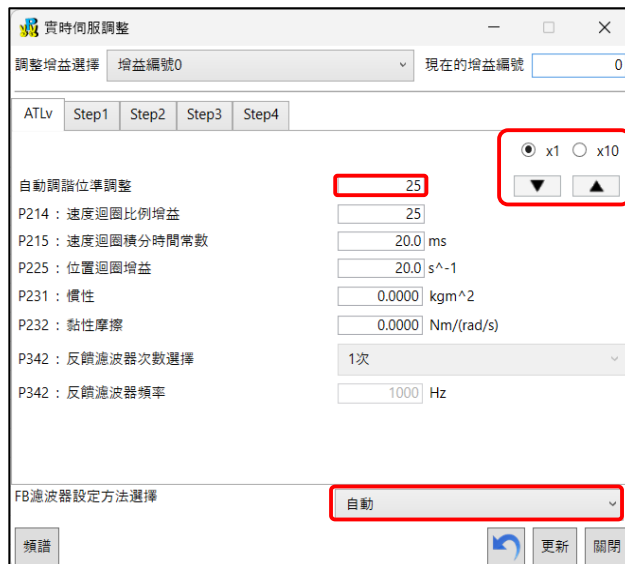 實時伺服調整
調整增益選擇 增益編號0 現在的增益編號 0
ATLv Step1 Step2 Step3 Step4
x1 x10
自動調諧位準調整 25
P214 : 速度迴圈比例增益 25
P215 : 速度迴圈積分時間常數 20.0 ms
P225 : 位置迴圈增益 20.0 s^-1
P231 : 慣性 0.0000 kgm^2
P232 : 黏性摩擦 0.0000 Nm/(rad/s)
P342 : 反饋濾波器次數選擇 1次
P342 : 反饋濾波器頻率 1000 Hz
FB濾波器設定方法選擇 自動
頻譜 更新 關閉